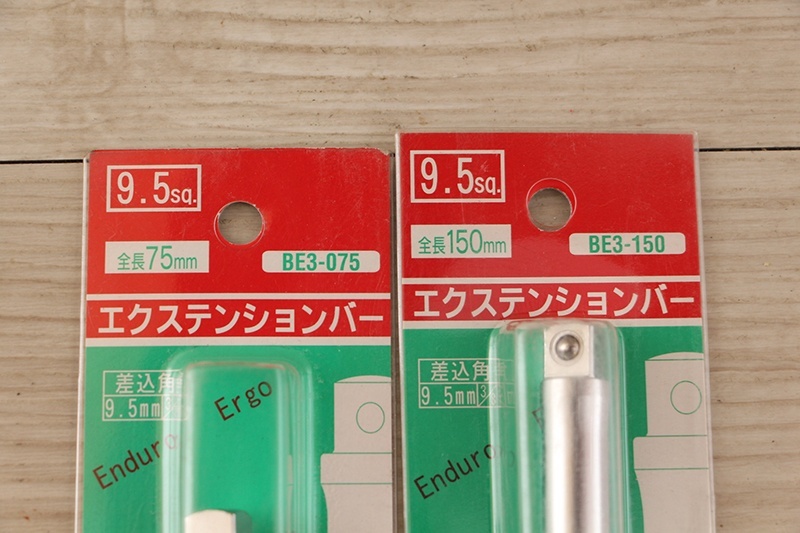 9.5sq.
全長75mm
BE3-075
エクステンションバー
差込角
9.5mm
Enduro
Ergo
9.5sq.
全長150mm
BE3-150
エクステンションバー
差込角
9.5mm
Enduro